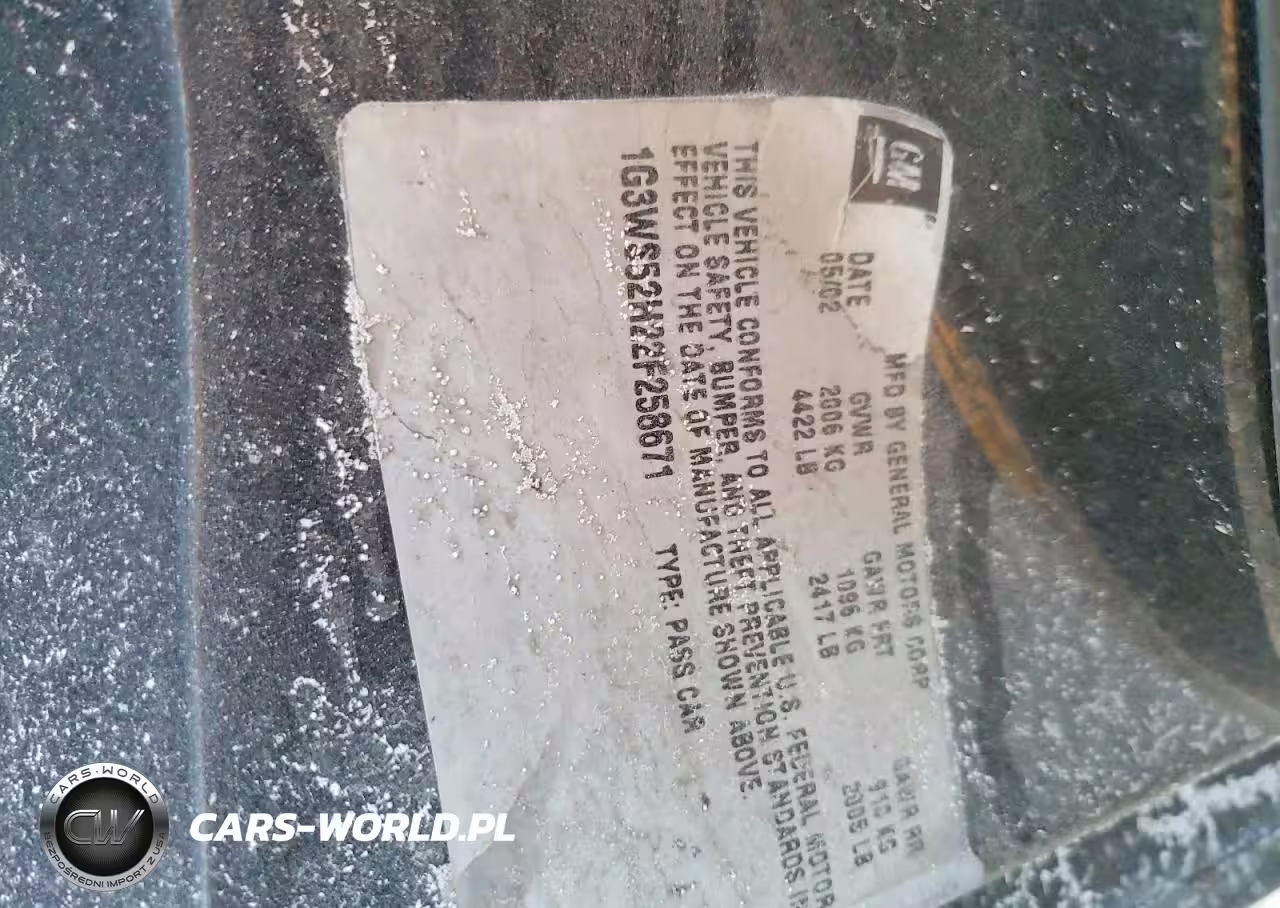 GM
MFD BY GENERAL MOTORS CORP
DATE GVWR GAWR FRT GAWR RR
05/02 2006 KG 1096 KG 910 KG
4422 LB 2417 LB 2005 LB
THIS VEHICLE CONFORMS TO ALL APPLICABLE U.S. FEDERAL MOTOR
VEHICLE SAFETY, BUMPER, AND THEFT PREVENTION STANDARDS IN
EFFECT ON THE DATE OF MANUFACTURE SHOWN ABOVE.
1G3WS52H22F258671 TYPE: PASS CAR
CARS-WORLD
CW
BEZPOŚREDNI IMPORT Z USA
CARS-WORLD.PL